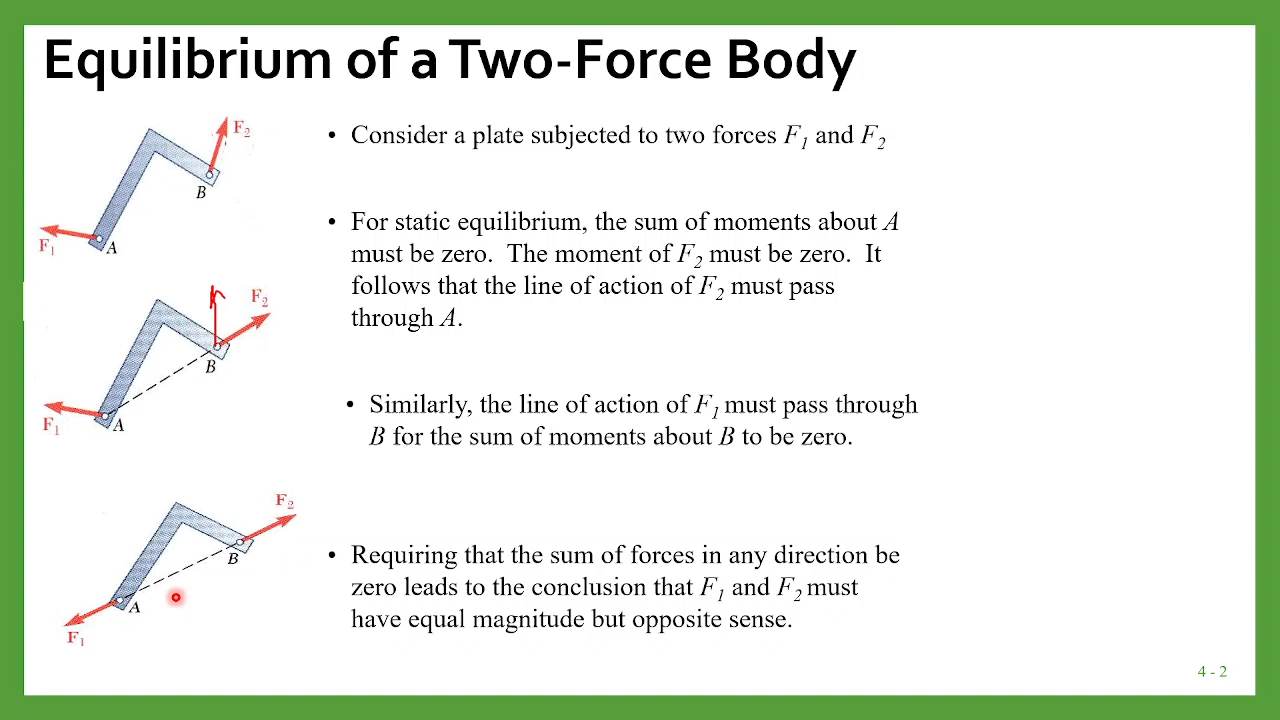 Equilibrium of a Two-Force Body
F2
B
F1
A
• Consider a plate subjected to two forces F1 and F2
• For static equilibrium, the sum of moments about A
must be zero. The moment of F2 must be zero. It
follows that the line of action of F2 must pass
through A.
F2
B
F1
A
• Similarly, the line of action of F1 must pass through
B for the sum of moments about B to be zero.
F2
B
A
F1
• Requiring that the sum of forces in any direction be
zero leads to the conclusion that F1 and F2 must
have equal magnitude but opposite sense.
4 - 2